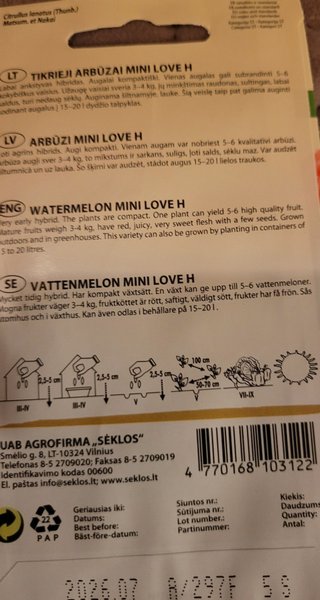 Citrullus lanatus (Thunb.)
Matsum. et Nakai
LT TIKRIEJI ARBŪZAI MINI LOVE H
Labai ankstyvas hibridas. Augalai kompaktiški. Vienas augalas gali subrandinti 5–6
kokybiškus vaisius. Užaugę vaisiai sveria 3–4 kg, jų minkštimas raudonas, sultingas, labai
saldus, turi nedaug sėklų. Auginama šiltnamyje, lauke. Šią veislę taip pat galima auginti
sodinant augalus į 15–20 l dydžio talpyklas.
LV ARBŪZI MINI LOVE H
Ļoti agrīns hibrīds. Augi kompakti. Vienam augam var nobriest 5–6 kvalitatīvi arbūzi.
Arbūzs augļi sver 3–4 kg, to mīkstums ir sarkans, sulīgs, ļoti salds, sēklu maz. Var audzēt
siltumnīcā un uz lauka. Šo šķirni var audzēt, stādot augus 15–20 l lielos traukos.
ENG WATERMELON MINI LOVE H
Very early hybrid. The plants are compact. One plant can yield 5-6 high quality fruit.
Mature fruits weigh 3-4 kg, have red, juicy, very sweet flesh with a few seeds. Grown
outdoors and in greenhouses. This variety can also be grown by planting in containers of
15 to 20 litres.
SE VATTENMELON MINI LOVE H
Mycket tidig hybrid. Har kompakt växtsätt. En växt kan ge upp till 5–6 vattenmeloner.
Mogna frukter väger 3–4 kg, fruktköttet är rött, saftigt, väldigt sött, frukter har få frön. Sås
utomhus och i växthus. Kan även odlas i behållare på 15–20 l.
2,5-5 cm 2,5-5 cm 2,5-5 cm 100 cm
50-70 cm
III-IV III-IV V V VII-IX
UAB AGROFIRMA „SĖKLOS"
Smėlio g. 8, LT-10324 Vilnius
Telefonas 8-5 2709020; Faksas 8-5 2709019
Identifikavimo kodas 00600
El. paštas info@seklos.lt; www.seklos.lt
4 770168 103122
22
PAP
Geriausias iki:
Datums:
Best before:
Bäst-före-datum:
Siuntos nr.:
Sūtījuma nr.:
Lot number.:
Partinummer:
Kiekis:
Daudzums
Quantity:
Antal:
2026.07 A/297F 5 S